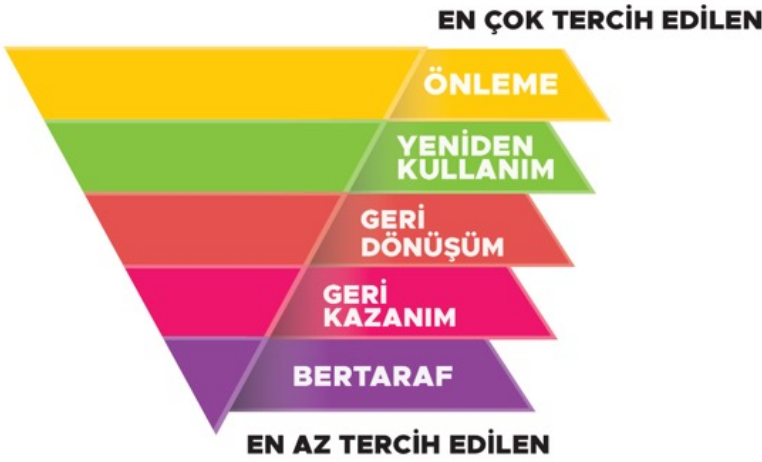 EN ÇOK TERCİH EDİLEN
ÖNLEME
YENİDEN
KULLANIM
GERİ
DÖNÜŞÜM
GERİ
KAZANIM
BERTARAF
EN AZ TERCİH EDİLEN